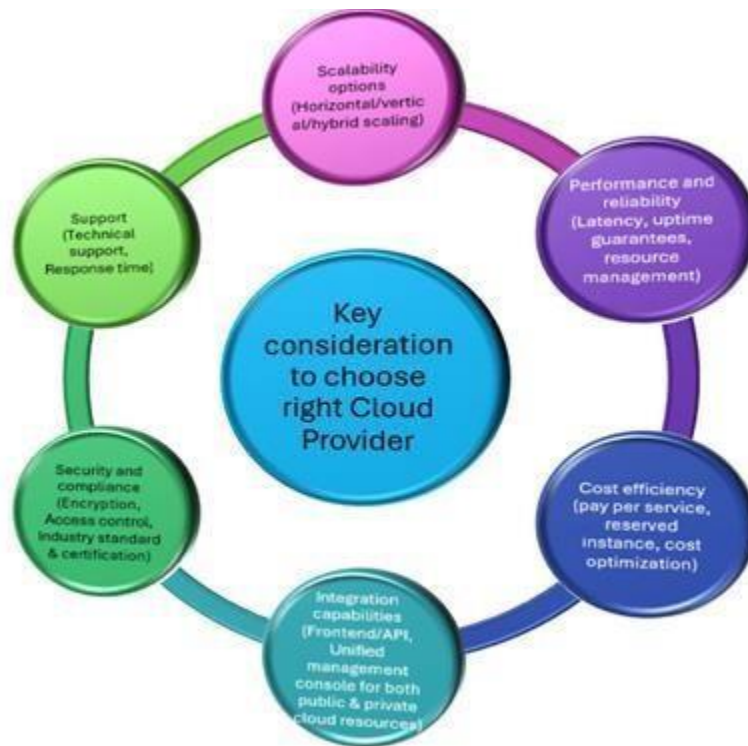 Scalability
options
(Horizontal/vertic
al/hybrid scaling)
Performance and
reliability
(Latency, uptime
guarantees,
resource
management)
Cost efficiency
(pay per service,
reserved
instance, cost
optimization)
Integration
capabilities
(Frontend/API,
Unified
management
console for both
public & private
cloud resources)
Security and
compliance
(Encryption,
Access control,
Industry standard
& certification)
Support
(Technical
support,
Response time)
Key
consideration
to choose
right Cloud
Provider